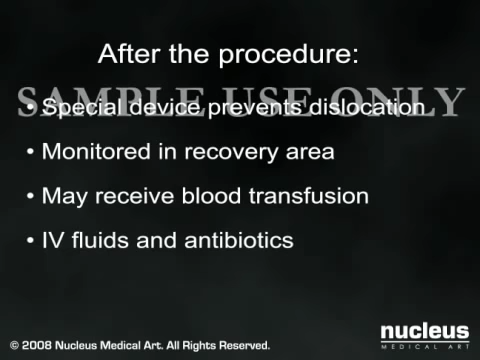 After the procedure:
SAMPLE USE ONLY
• Special device prevents dislocation
• Monitored in recovery area
• May receive blood transfusion
• IV fluids and antibiotics
nucleus
MEDICAL ART
© 2008 Nucleus Medical Art. All Rights Reserved.